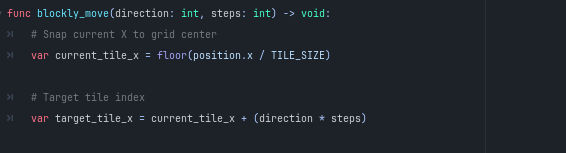 func blockly_move(direction: int, steps: int) -> void:
# Snap current X to grid center
var current_tile_x = floor(position.x / TILE_SIZE)
# Target tile index
var target_tile_x = current_tile_x + (direction * steps)